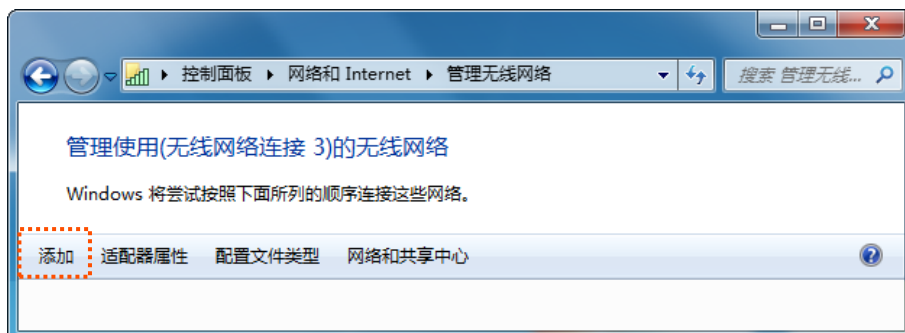 控制面板 网络和 Internet 管理无线网络 搜索 管理无线...
管理使用(无线网络连接 3)的无线网络
Windows 将尝试按照下面所列的顺序连接这些网络。
添加 适配器属性 配置文件类型 网络和共享中心